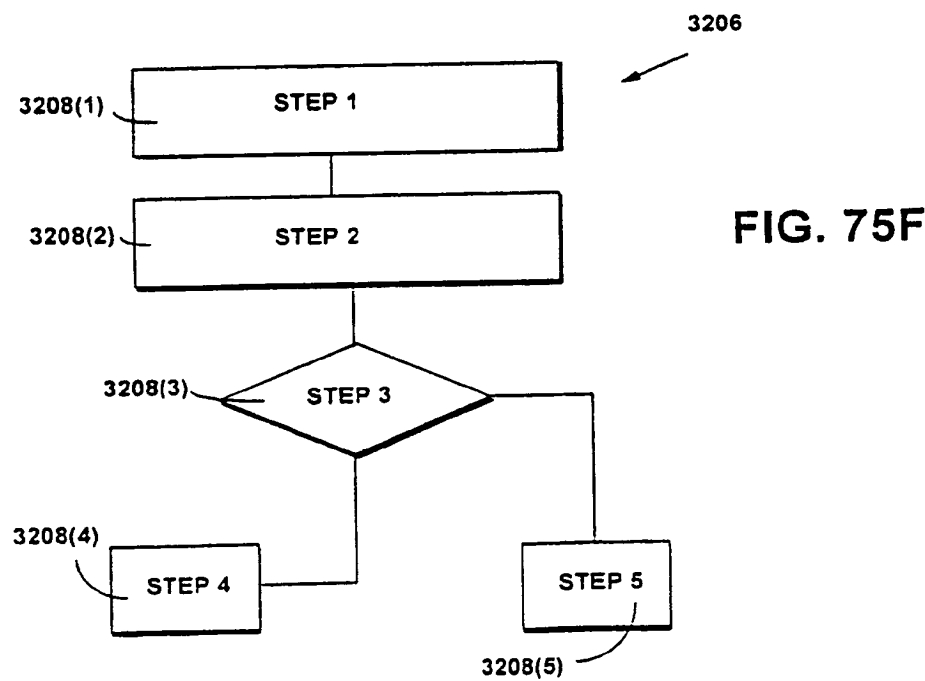 3206
STEP 1
3208(1)
STEP 2
3208(2)
FIG. 75F
STEP 3
3208(3)
3208(4)
STEP 4
STEP 5
3208(5)